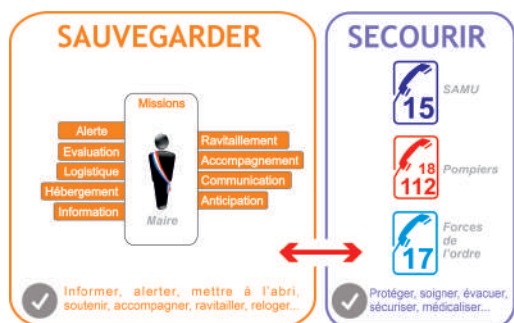 SAUVEGARDER
Missions
Alerte
Evaluation
Logistique
Hébergement
Information
Ravitaillement
Accompagnement
Communication
Anticipation
Maire
Informer, alerter, mettre à l'abri,
soutenir, accompagner, ravitailler, reloger...
SECOURIR
15
SAMU
18
112
Pompiers
17
Forces
de
l'ordre
Protéger, soigner, évacuer,
sécuriser, médicaliser...